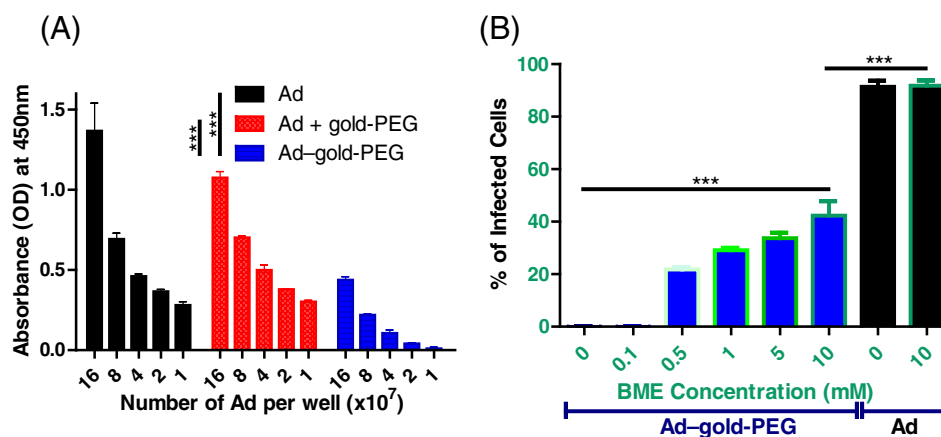 (A)
Absorbance (OD) at 450nm
1.5
1.0
0.5
0.0
Ad
Ad + gold-PEG
Ad–gold-PEG
***
***
16 8 4 2 1 16 8 4 2 1 16 8 4 2 1
Number of Ad per well (x10⁷)
(B)
% of Infected Cells
100
80
60
40
20
0
***
***
0 0.1 0.5 1 5 10 0 10
BME Concentration (mM)
Ad–gold-PEG Ad